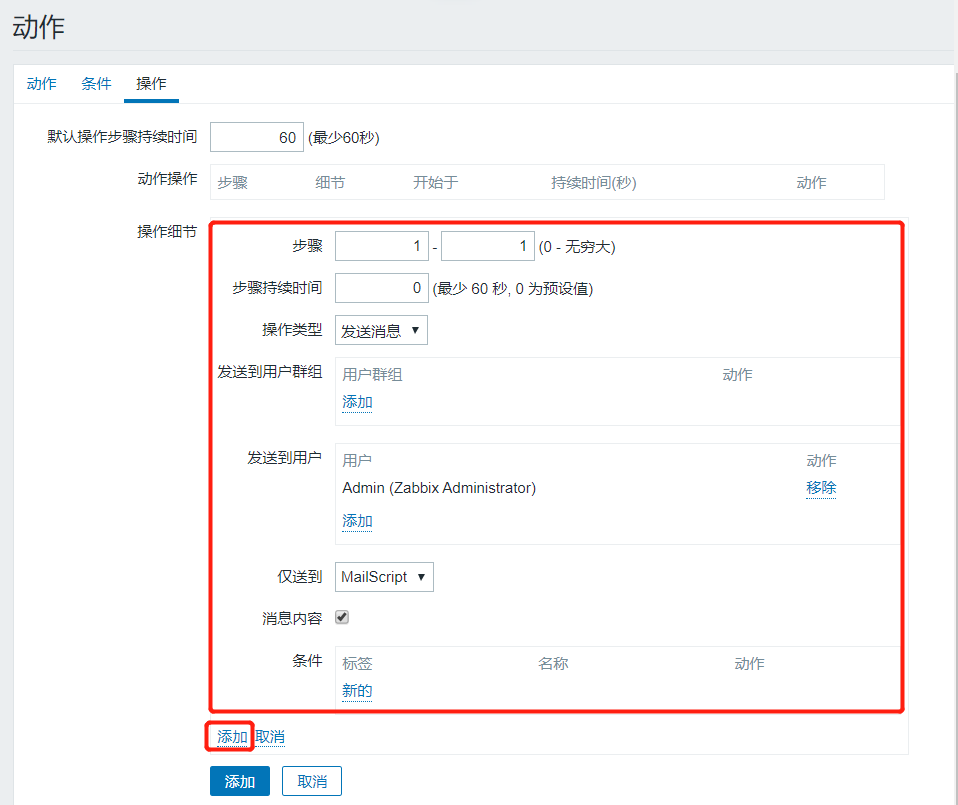 动作
动作 条件 操作
默认操作步骤持续时间 60 (最少60秒)
动作操作 步骤 细节 开始于 持续时间(秒) 动作
操作细节
步骤 1 - 1 (0 - 无穷大)
步骤持续时间 0 (最少 60 秒, 0 为预设值)
操作类型 发送消息
发送到用户群组 用户群组 动作
添加
发送到用户 用户 动作
Admin (Zabbix Administrator) 移除
添加
仅送到 MailScript
消息内容
条件 标签 名称 动作
新的
添加 取消
添加 取消